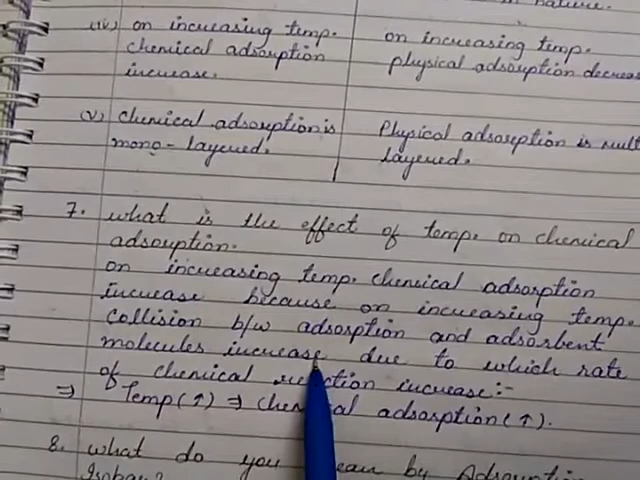 nature.
(iv) on increasing temp. on increasing temp.
chemical adsorption physical adsorption decreas
increase.
(v) chemical adsorption is Physical adsorption is mult
mono-layered. layered.
7. what is the effect of temp. on chemical
adsorption.
on increasing temp. chemical adsorption
increase because on increasing temp.
collision b/w adsorption and adsorbent
molecules increase due to which rate
of chemical reaction increase:-
⇒ Temp(↑) ⇒ chemical adsorption(↑).
8. what do you mean by Adsorption
Isobar?